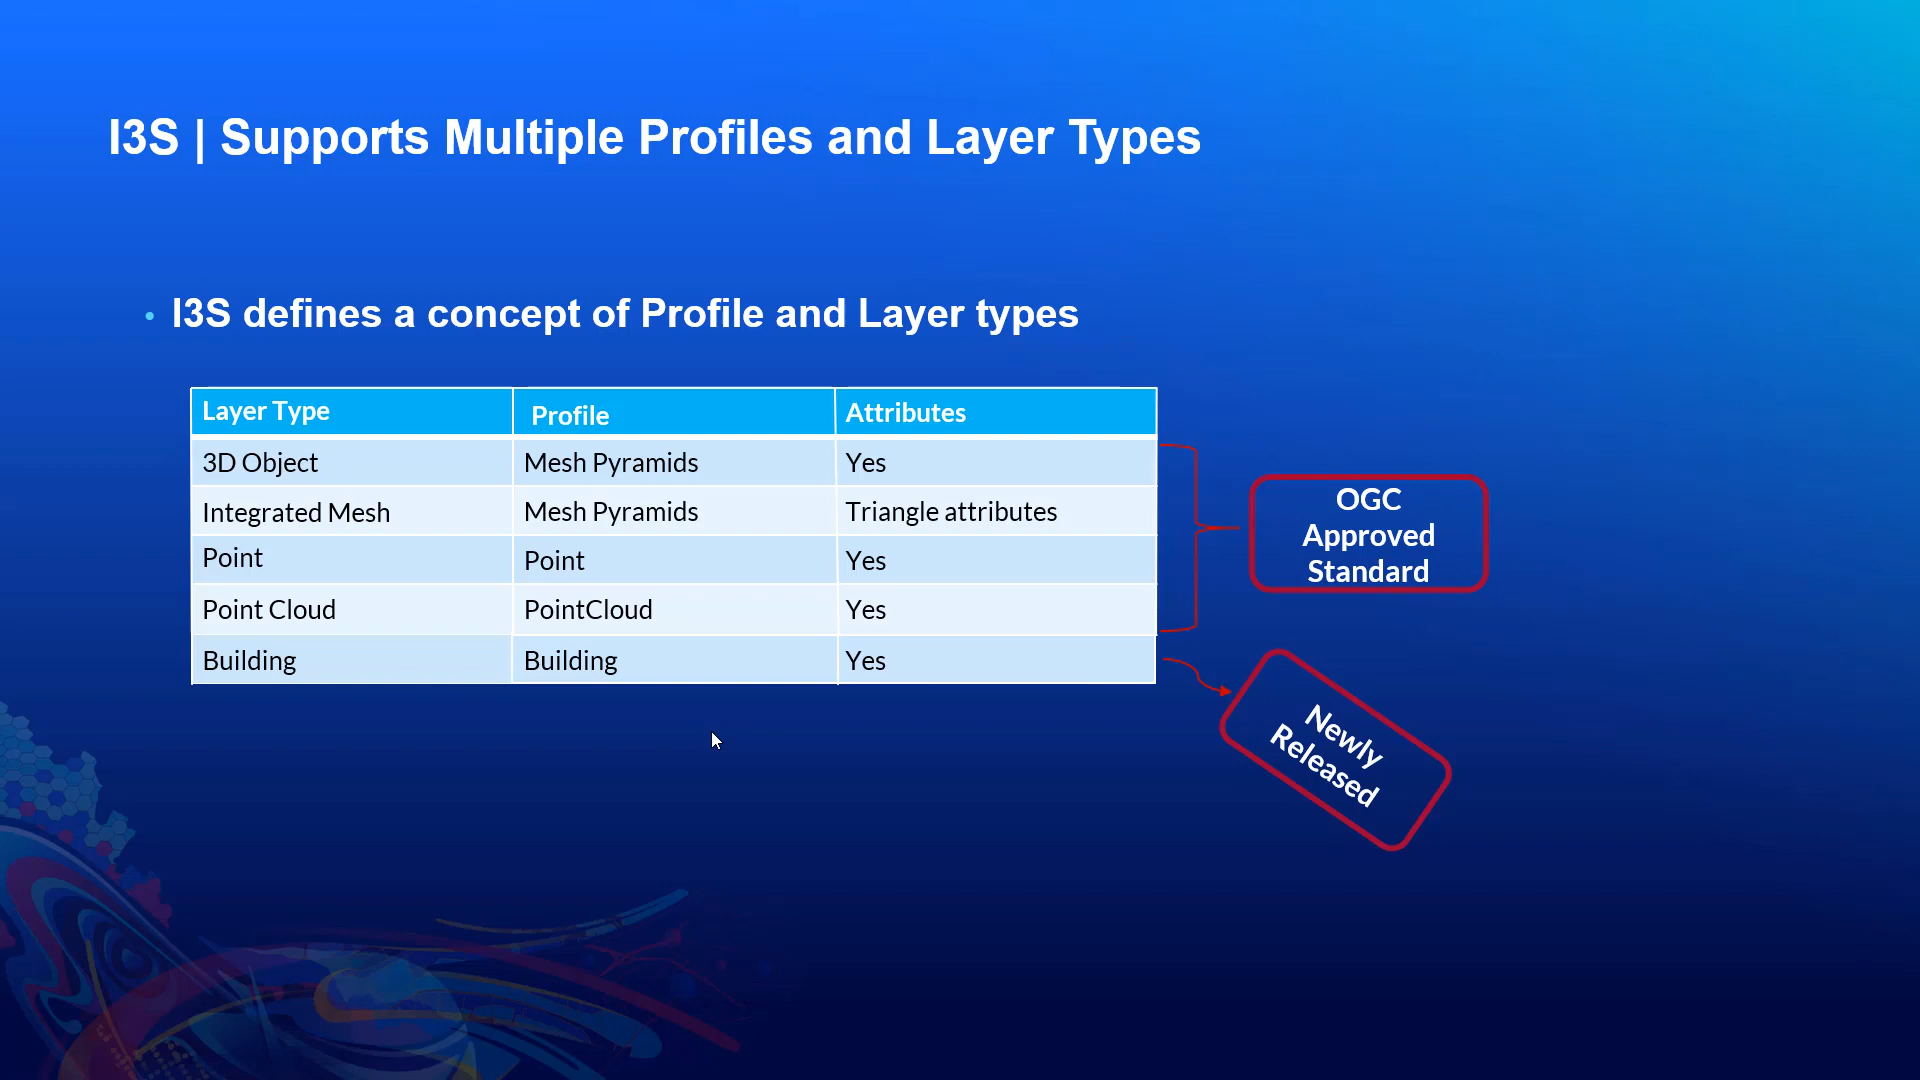 I3S | Supports Multiple Profiles and Layer Types
• I3S defines a concept of Profile and Layer types
Layer Type Profile Attributes
3D Object Mesh Pyramids Yes
Integrated Mesh Mesh Pyramids Triangle attributes
Point Point Yes
Point Cloud PointCloud Yes
Building Building Yes
OGC
Approved
Standard
Newly
Released